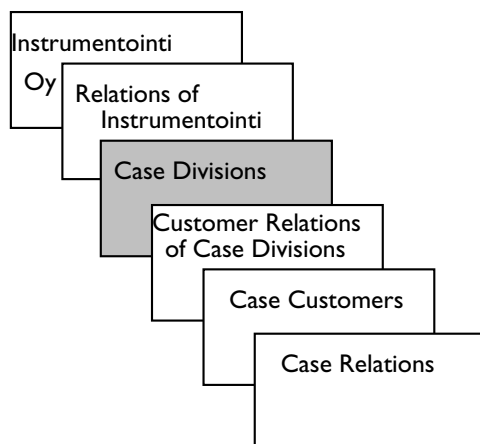 Instrumentointi
Oy
Relations of
Instrumentointi
Case Divisions
Customer Relations
of Case Divisions
Case Customers
Case Relations